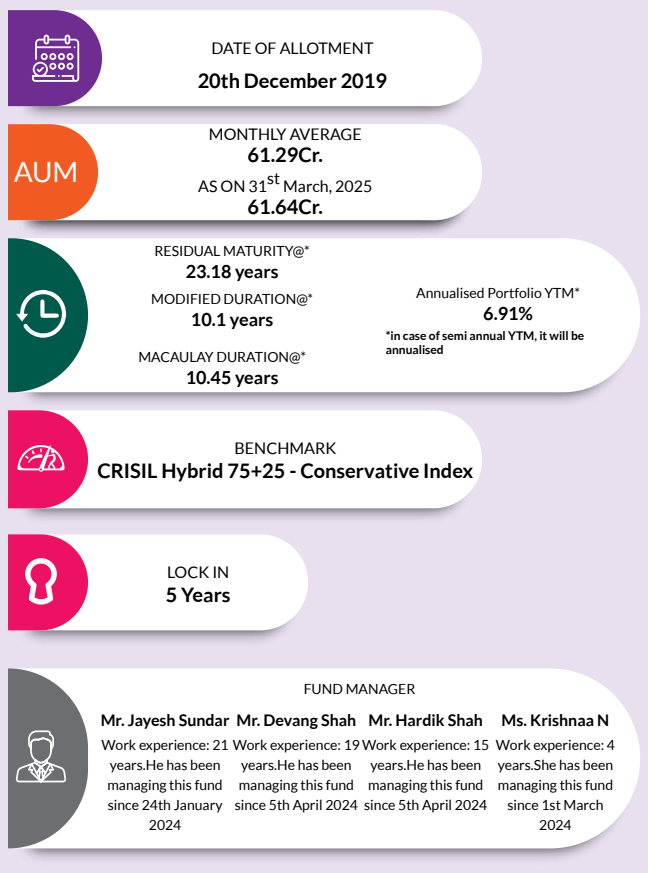 DATE OF ALLOTMENT
20th December 2019
AUM
MONTHLY AVERAGE
61.29Cr.
AS ON 31st March, 2025
61.64Cr.
RESIDUAL MATURITY@*
23.18 years
MODIFIED DURATION@*
10.1 years
MACAULAY DURATION@*
10.45 years
Annualised Portfolio YTM*
6.91%
*in case of semi annual YTM, it will be
annualised
BENCHMARK
CRISIL Hybrid 75+25 - Conservative Index
LOCK IN
5 Years
FUND MANAGER
Mr. Jayesh Sundar
Work experience: 21
years.He has been
managing this fund
since 24th January
2024
Mr. Devang Shah
Work experience: 19
years.He has been
managing this fund
since 5th April 2024
Mr. Hardik Shah
Work experience: 15
years.He has been
managing this fund
since 5th April 2024
Ms. Krishnaa N
Work experience: 4
years.She has been
managing this fund
since 1st March
2024